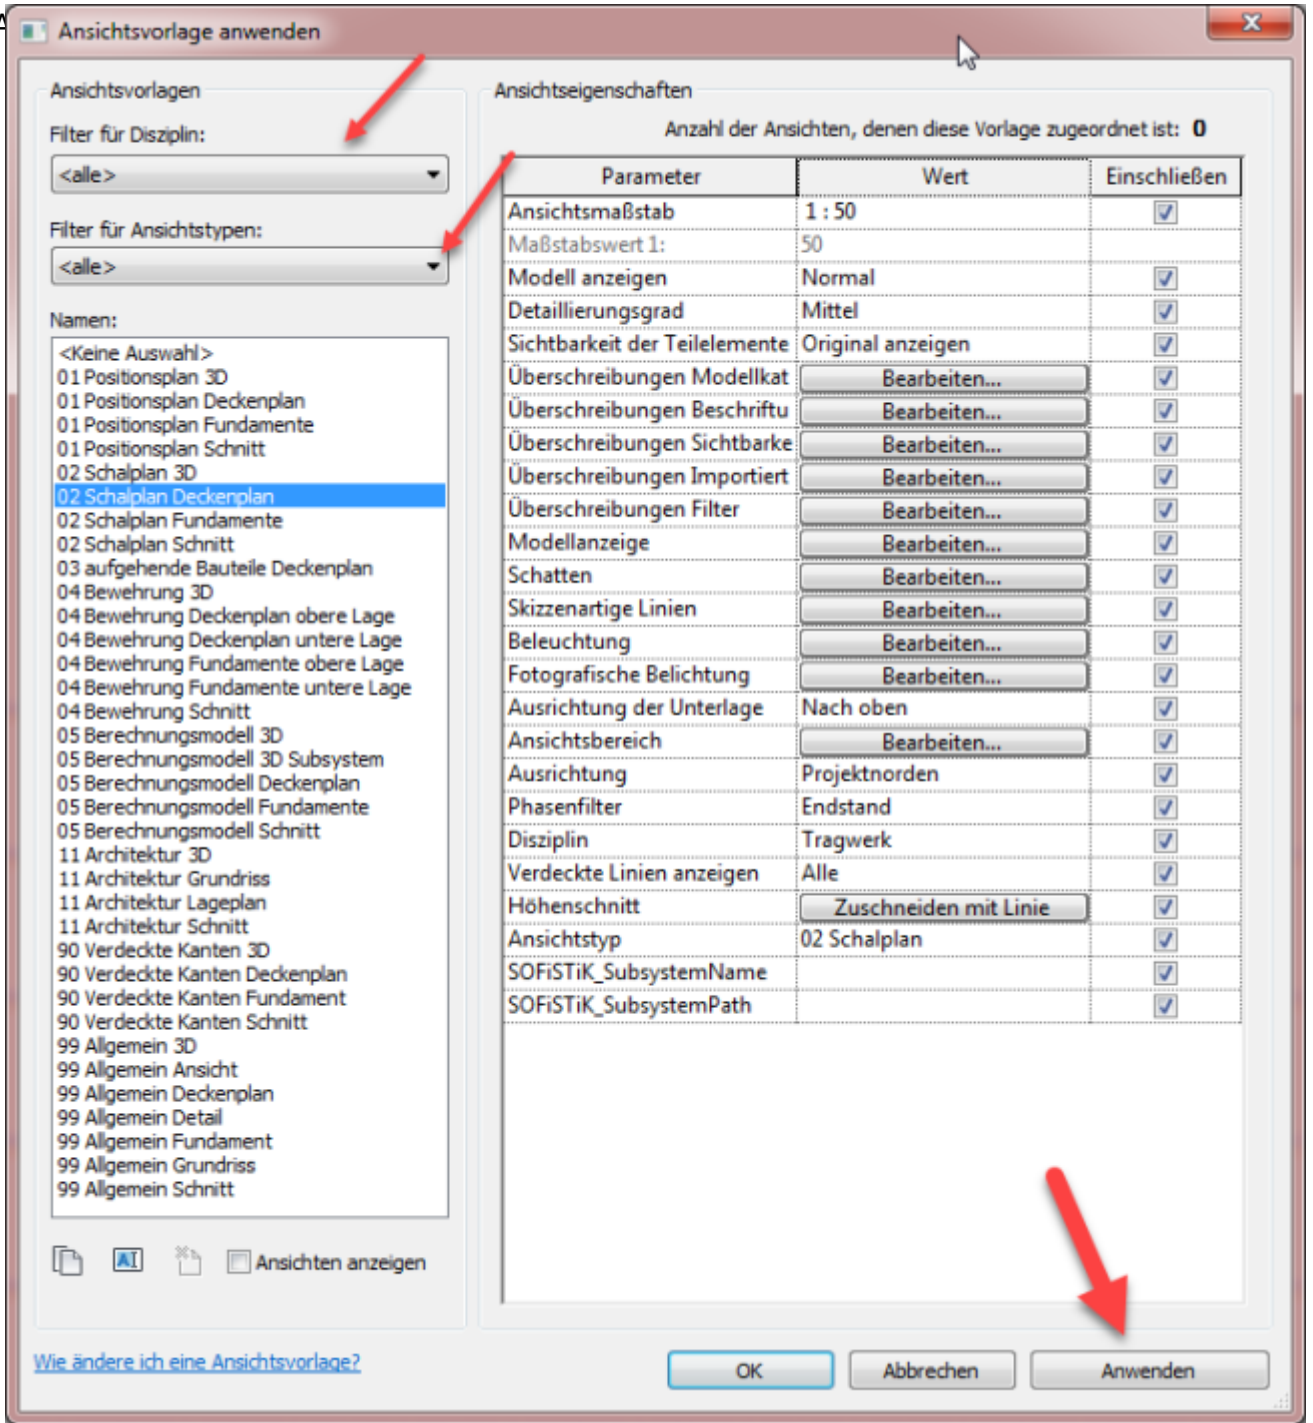 Ansichtsvorlage anwenden
Ansichtsvorlagen
Filter für Disziplin:
<alle>
Filter für Ansichtstypen:
<alle>
Namen:
<Keine Auswahl>
01 Positionsplan 3D
01 Positionsplan Deckenplan
01 Positionsplan Fundamente
01 Positionsplan Schnitt
02 Schalplan 3D
02 Schalplan Deckenplan
02 Schalplan Fundamente
02 Schalplan Schnitt
03 aufgehende Bauteile Deckenplan
04 Bewehrung 3D
04 Bewehrung Deckenplan obere Lage
04 Bewehrung Deckenplan untere Lage
04 Bewehrung Fundamente obere Lage
04 Bewehrung Fundamente untere Lage
04 Bewehrung Schnitt
05 Berechnungsmodell 3D
05 Berechnungsmodell 3D Subsystem
05 Berechnungsmodell Deckenplan
05 Berechnungsmodell Fundamente
05 Berechnungsmodell Schnitt
11 Architektur 3D
11 Architektur Grundriss
11 Architektur Lageplan
11 Architektur Schnitt
90 Verdeckte Kanten 3D
90 Verdeckte Kanten Deckenplan
90 Verdeckte Kanten Fundament
90 Verdeckte Kanten Schnitt
99 Allgemein 3D
99 Allgemein Ansicht
99 Allgemein Deckenplan
99 Allgemein Detail
99 Allgemein Fundament
99 Allgemein Grundriss
99 Allgemein Schnitt
Ansichten anzeigen
Wie ändere ich eine Ansichtsvorlage?
Ansichtseigenschaften
Anzahl der Ansichten, denen diese Vorlage zugeordnet ist: 0
Parameter Wert Einschließen
Ansichtsmaßstab 1 : 50
Maßstabswert 1: 50
Modell anzeigen Normal
Detaillierungsgrad Mittel
Sichtbarkeit der Teilelemente Original anzeigen
Überschreibungen Modellkat Bearbeiten...
Überschreibungen Beschriftu Bearbeiten...
Überschreibungen Sichtbarke Bearbeiten...
Überschreibungen Importiert Bearbeiten...
Überschreibungen Filter Bearbeiten...
Modellanzeige Bearbeiten...
Schatten Bearbeiten...
Skizzenartige Linien Bearbeiten...
Beleuchtung Bearbeiten...
Fotografische Belichtung Bearbeiten...
Ausrichtung der Unterlage Nach oben
Ansichtsbereich Bearbeiten...
Ausrichtung Projektnorden
Phasenfilter Endstand
Disziplin Tragwerk
Verdeckte Linien anzeigen Alle
Höhenschnitt Zuschneiden mit Linie
Ansichtstyp 02 Schalplan
SOFiSTiK_SubsystemName
SOFiSTiK_SubsystemPath
OK Abbrechen Anwenden